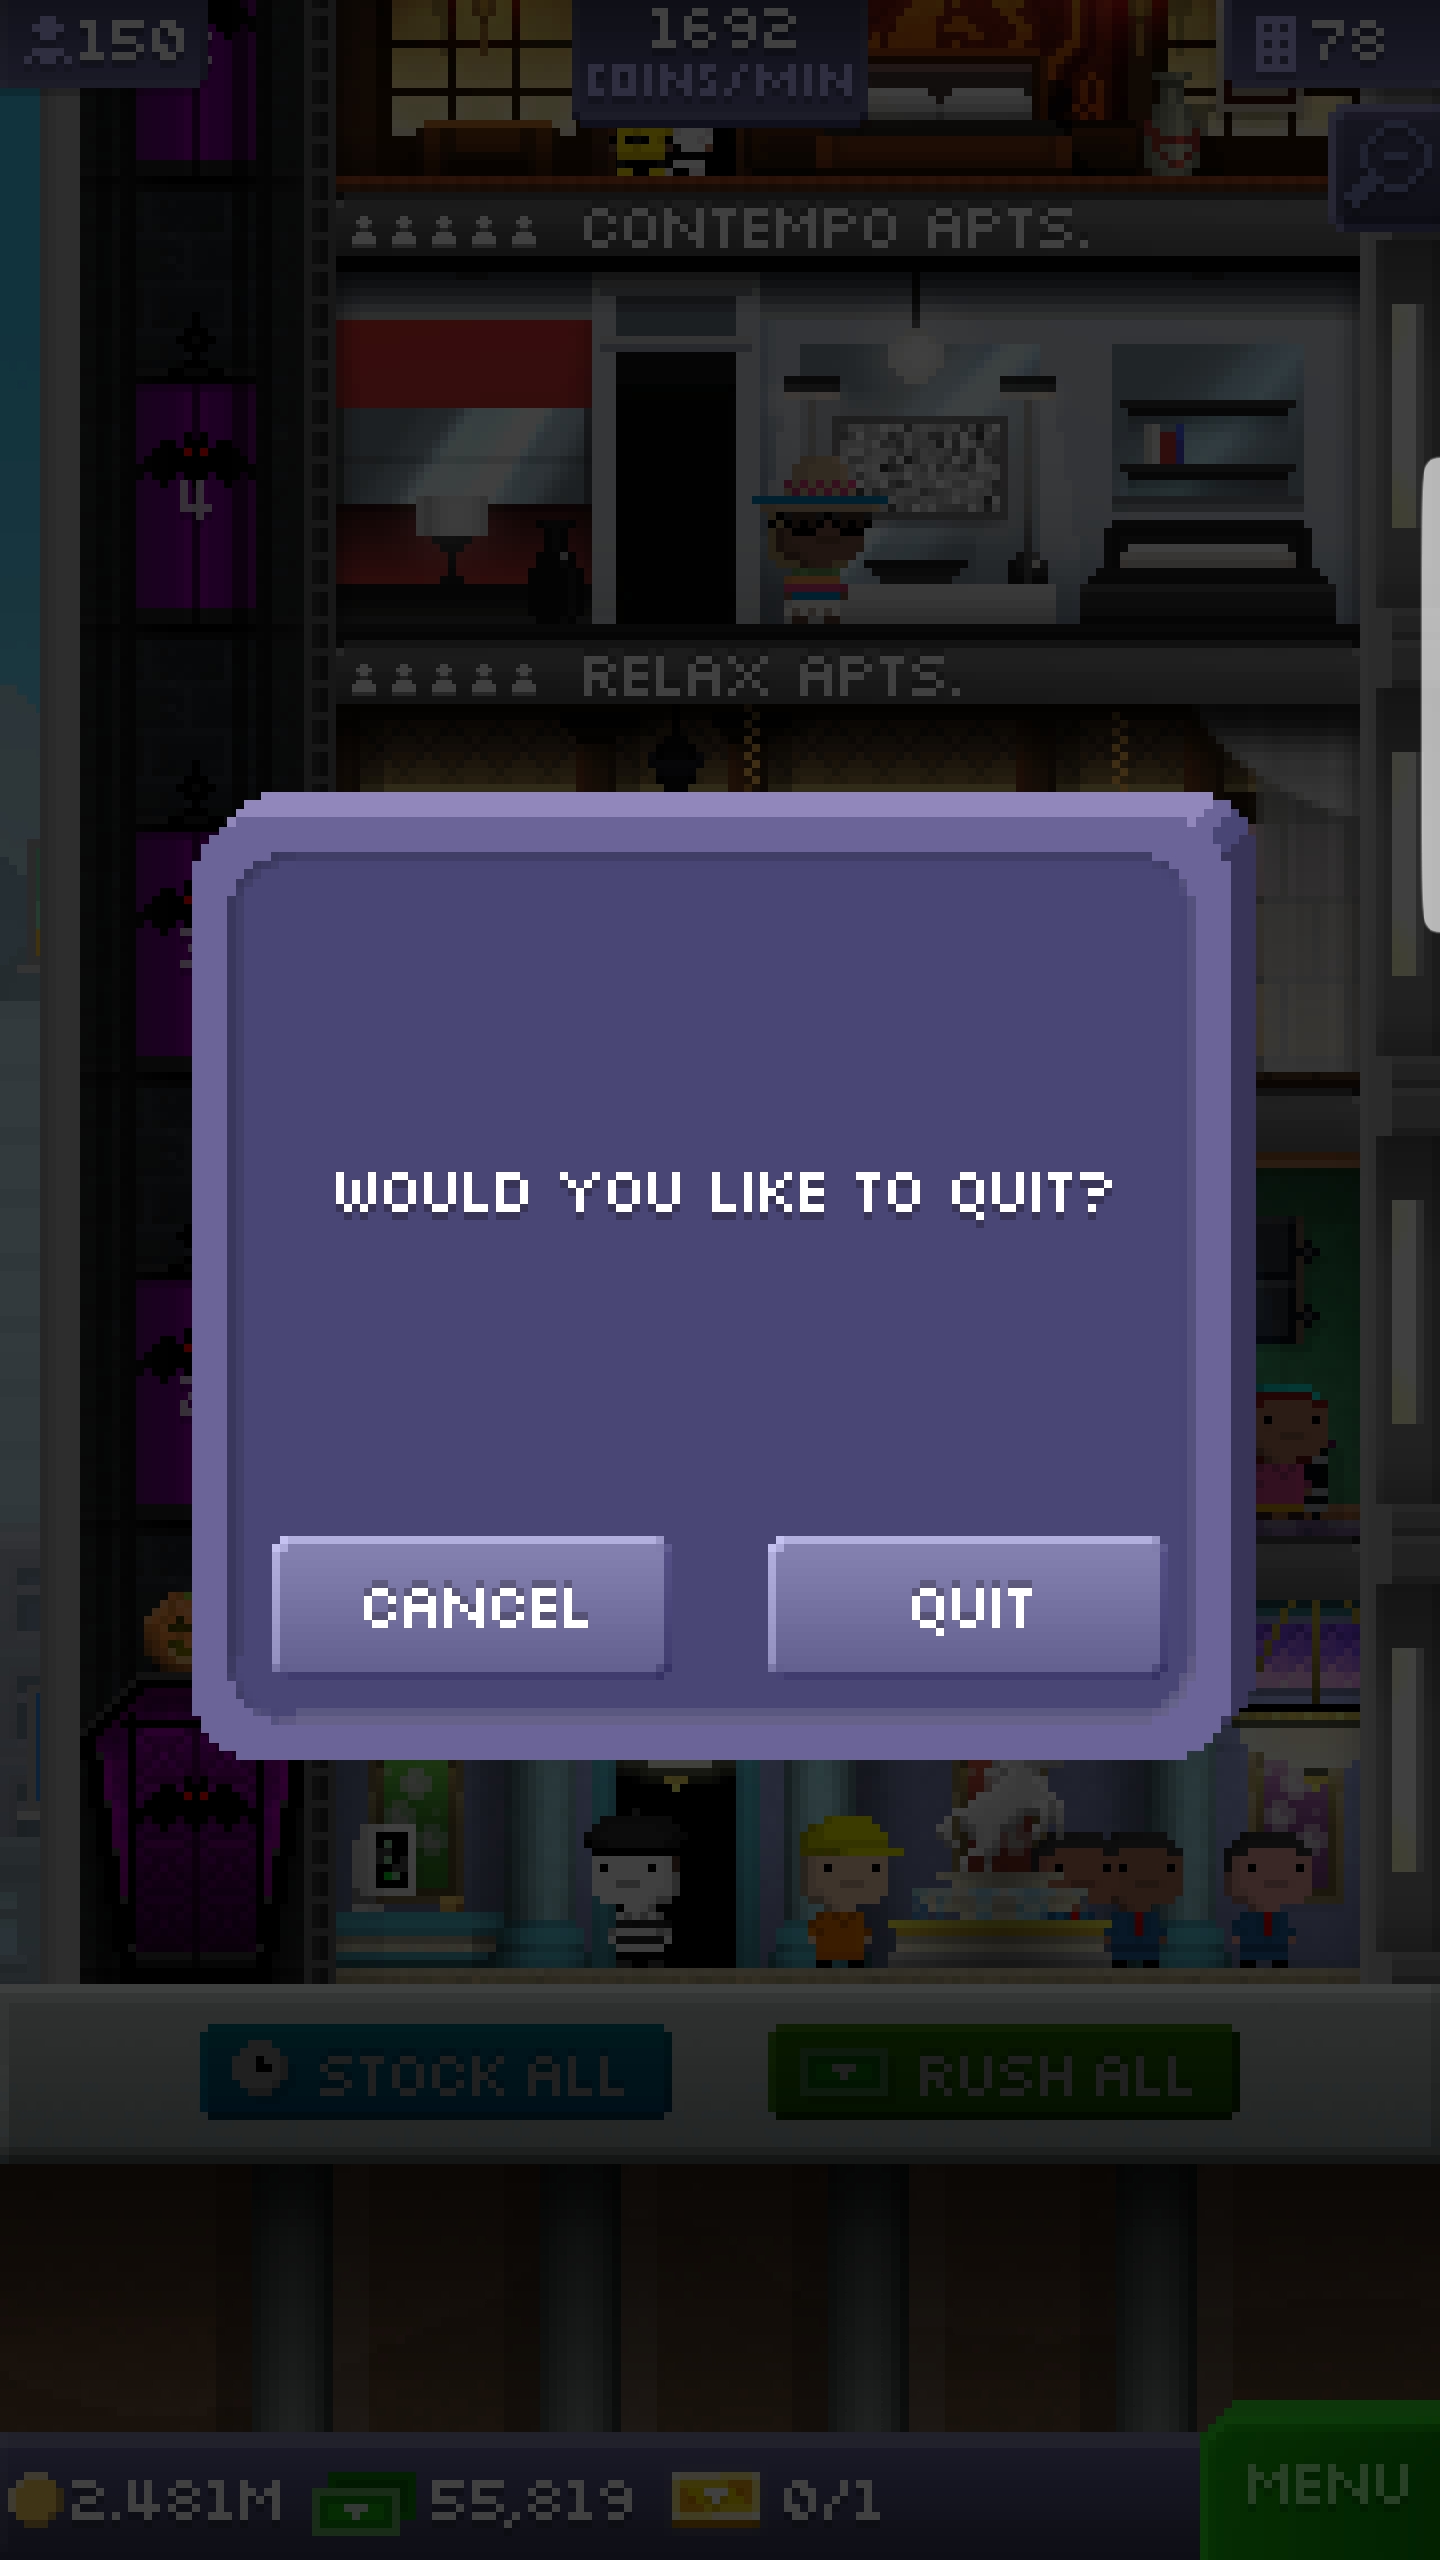 150
1692
COINS/MIN
78
CONTEMPO APTS.
4
RELAX APTS.
WOULD YOU LIKE TO QUIT?
CANCEL
QUIT
STOCK ALL
RUSH ALL
2.481M
55,819
0/1
MENU